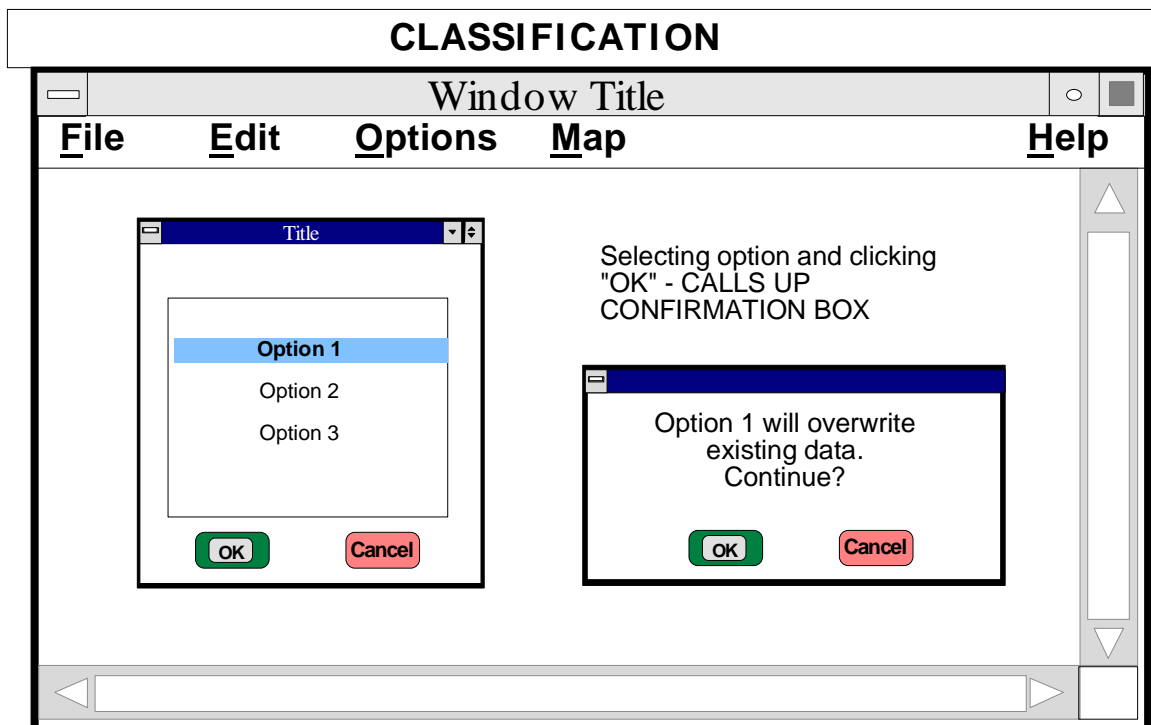 CLASSIFICATION
Window Title
File Edit Options Map Help
Title
Option 1
Option 2
Option 3
OK Cancel
Selecting option and clicking
"OK" - CALLS UP
CONFIRMATION BOX
Option 1 will overwrite
existing data.
Continue?
OK Cancel